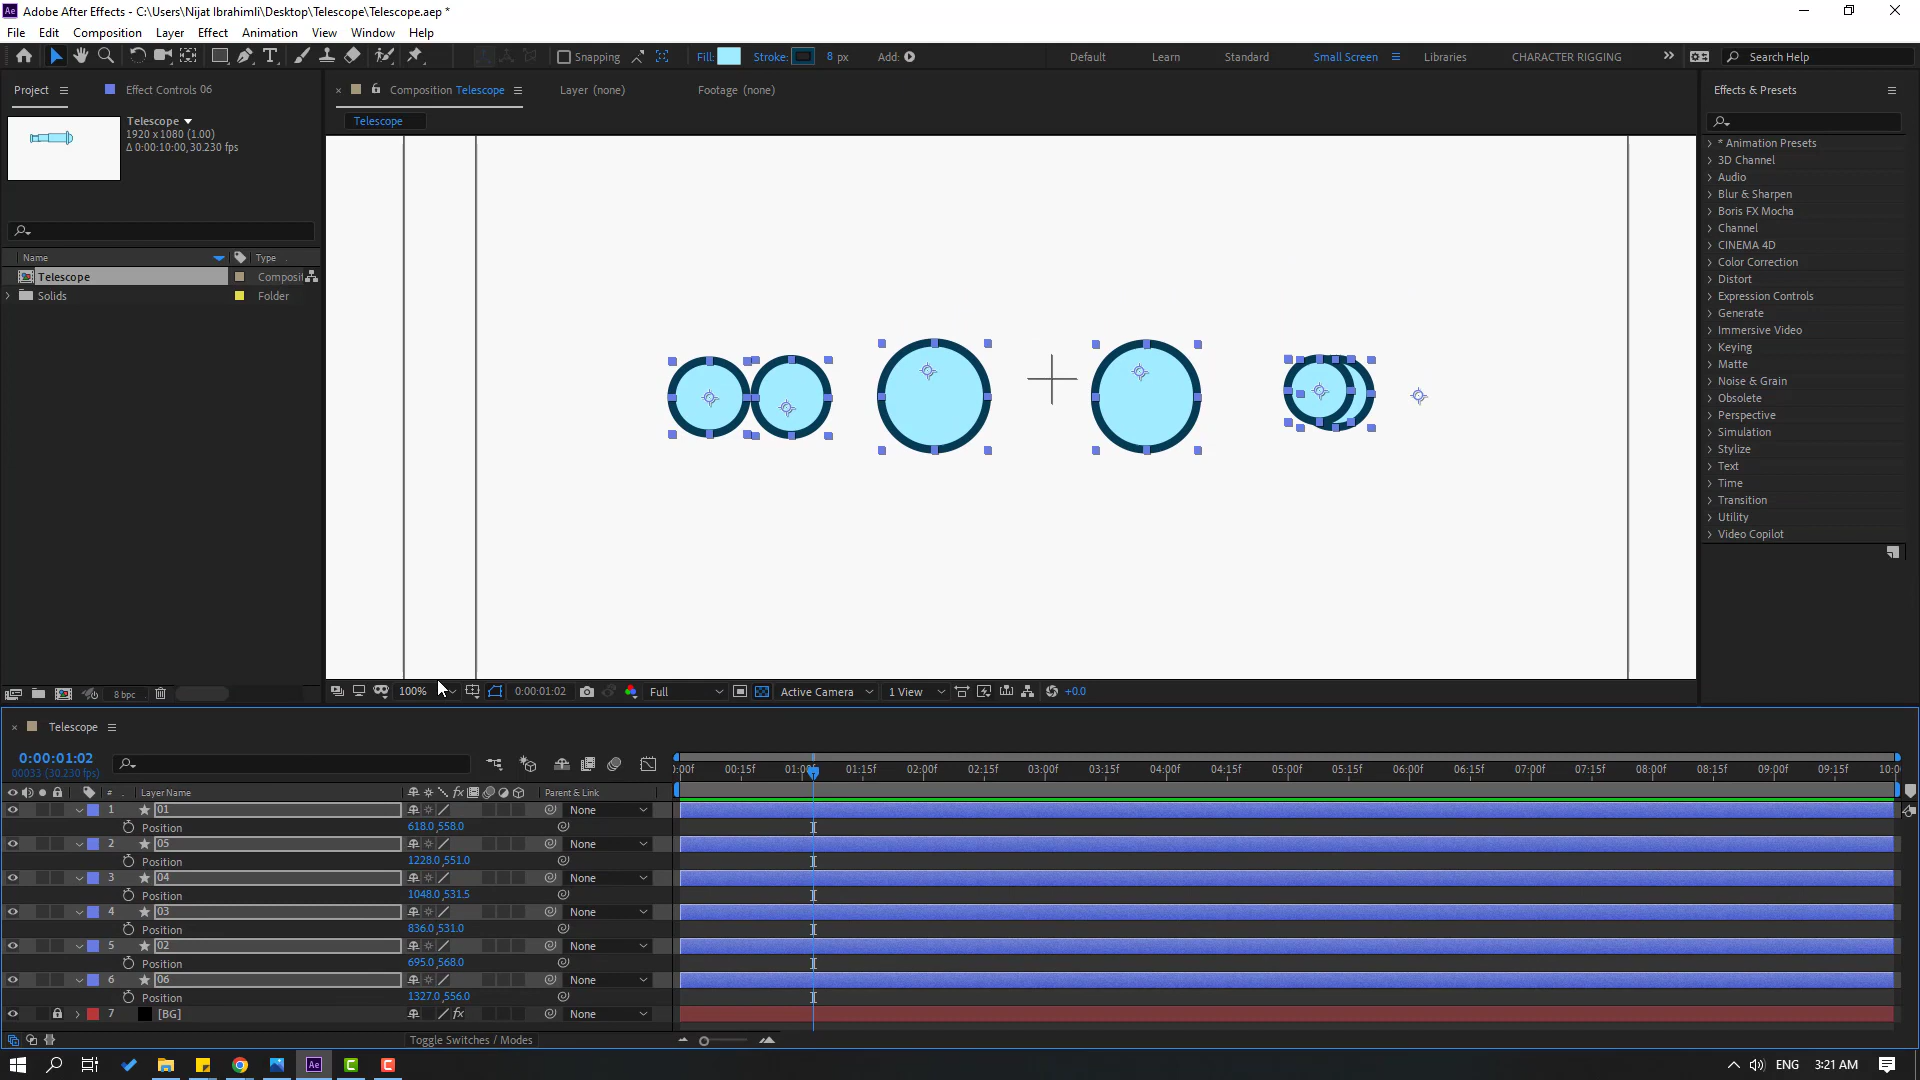 Adobe After Effects - C:\Users\Nijat Ibrahimli\Desktop\Telescope\Telescope.aep *
File Edit Composition Layer Effect Animation View Window Help
Snapping Fill: Stroke: 8 px Add: Default Learn Standard Small Screen Libraries CHARACTER RIGGING Search Help
Project Effect Controls 06 Composition Telescope Layer (none) Footage (none) Effects & Presets
Telescope
Telescope
1920 x 1080 (1.00)
Δ 0:00:10:00, 30.230 fps
* Animation Presets
3D Channel
Audio
Blur & Sharpen
Boris FX Mocha
Channel
CINEMA 4D
Color Correction
Distort
Expression Controls
Generate
Immersive Video
Keying
Matte
Noise & Grain
Obsolete
Perspective
Simulation
Stylize
Text
Time
Transition
Utility
Video Copilot
Name Type
Telescope Composit
Solids Folder
8 bpc 100% 0:00:01:02 Full Active Camera 1 View +0.0
Telescope
0:00:01:02
00033 (30.230 fps)
:00f 00:15f 01:00f 01:15f 02:00f 02:15f 03:00f 03:15f 04:00f 04:15f 05:00f 05:15f 06:00f 06:15f 07:00f 07:15f 08:00f 08:15f 09:00f 09:15f 10:0
# Layer Name Parent & Link
1 01 None
Position 618.0,558.0
2 05 None
Position 1228.0,551.0
3 04 None
Position 1048.0,531.5
4 03 None
Position 836.0,531.0
5 02 None
Position 695.0,568.0
6 06 None
Position 1327.0,556.0
7 [BG] None
Toggle Switches / Modes
ENG 3:21 AM